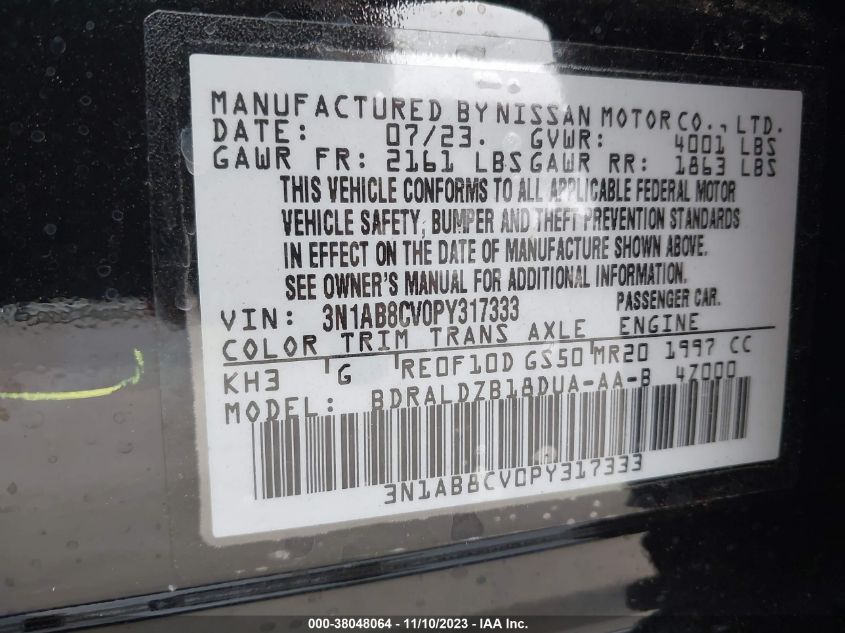 MANUFACTURED BY NISSAN MOTOR CO., LTD.
DATE: 07/23. GVWR: 4001 LBS
GAWR FR: 2161 LBS GAWR RR: 1863 LBS
THIS VEHICLE CONFORMS TO ALL APPLICABLE FEDERAL MOTOR
VEHICLE SAFETY, BUMPER AND THEFT PREVENTION STANDARDS
IN EFFECT ON THE DATE OF MANUFACTURE SHOWN ABOVE.
SEE OWNER'S MANUAL FOR ADDITIONAL INFORMATION.
VIN: 3N1AB8CV0PY317333 PASSENGER CAR.
COLOR TRIM TRANS AXLE ENGINE
KH3 G RE0F10D GS50 MR20 1997 CC
MODEL: BDRALDZB18DUA-AA-B 47000
3N1AB8CV0PY317333
000-38048064 - 11/10/2023 - © IAA, Inc.